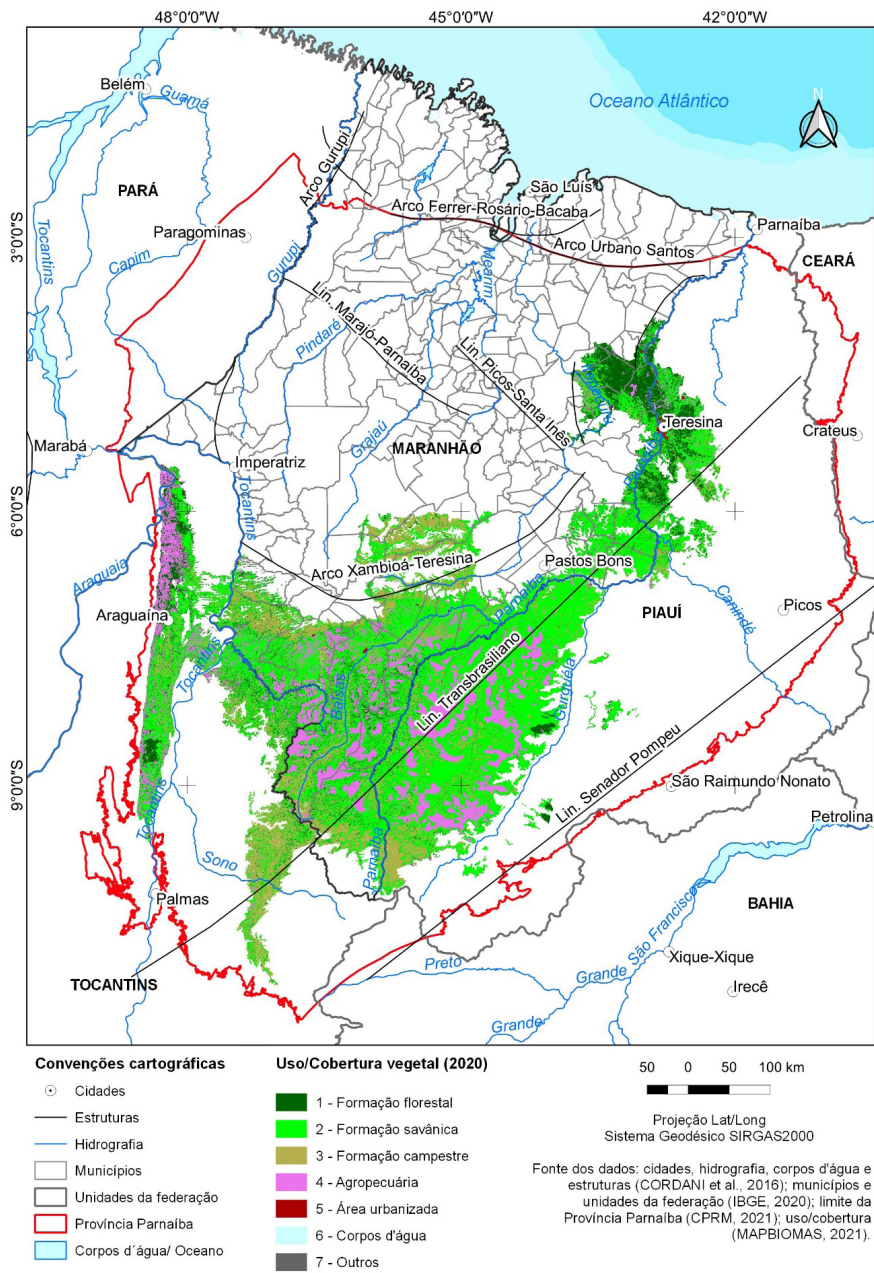 48°0'0"W 45°0'0"W 42°0'0"W
Belém
Guamá
Oceano Atlântico
N
PARÁ
Arco Gurupi
São Luís
Tocantins
Paragominas
Arco Ferrer-Rosário-Bacaba
Parnaíba
3°0'0"S
Capim
Gurupi
Arco Urbano Santos
CEARÁ
Mearim
Pindaré
Lin. Marajó-Parnaíba
Lin. Picos-Santa Inês
Teresina
Crateus
Marabá
Imperatriz
Grajaú
MARANHÃO
Tocantins
6°0'0"S
Araguaia
Arco Xambioá-Teresina
Pastos Bons
Parnaíba
PIAUÍ
Canindé
Picos
Araguaína
Tocantins
Balsas
Lin. Transbrasiliano
Gurguéia
Lin. Senador Pompeu
São Raimundo Nonato
9°0'0"S
Tocantins
Petrolina
Parnaíba
Sono
Palmas
BAHIA
São Francisco
Xique-Xique
TOCANTINS
Preto
Grande
Irecê
Grande
Convenções cartográficas
Cidades
Estruturas
Hidrografia
Municípios
Unidades da federação
Província Parnaíba
Corpos d´água/ Oceano
Uso/Cobertura vegetal (2020)
1 - Formação florestal
2 - Formação savânica
3 - Formação campestre
4 - Agropecuária
5 - Área urbanizada
6 - Corpos d'água
7 - Outros
50 0 50 100 km
Projeção Lat/Long
Sistema Geodésico SIRGAS2000
Fonte dos dados: cidades, hidrografia, corpos d'água e
estruturas (CORDANI et al., 2016); municípios e
unidades da federação (IBGE, 2020); limite da
Província Parnaíba (CPRM, 2021); uso/cobertura
(MAPBIOMAS, 2021).